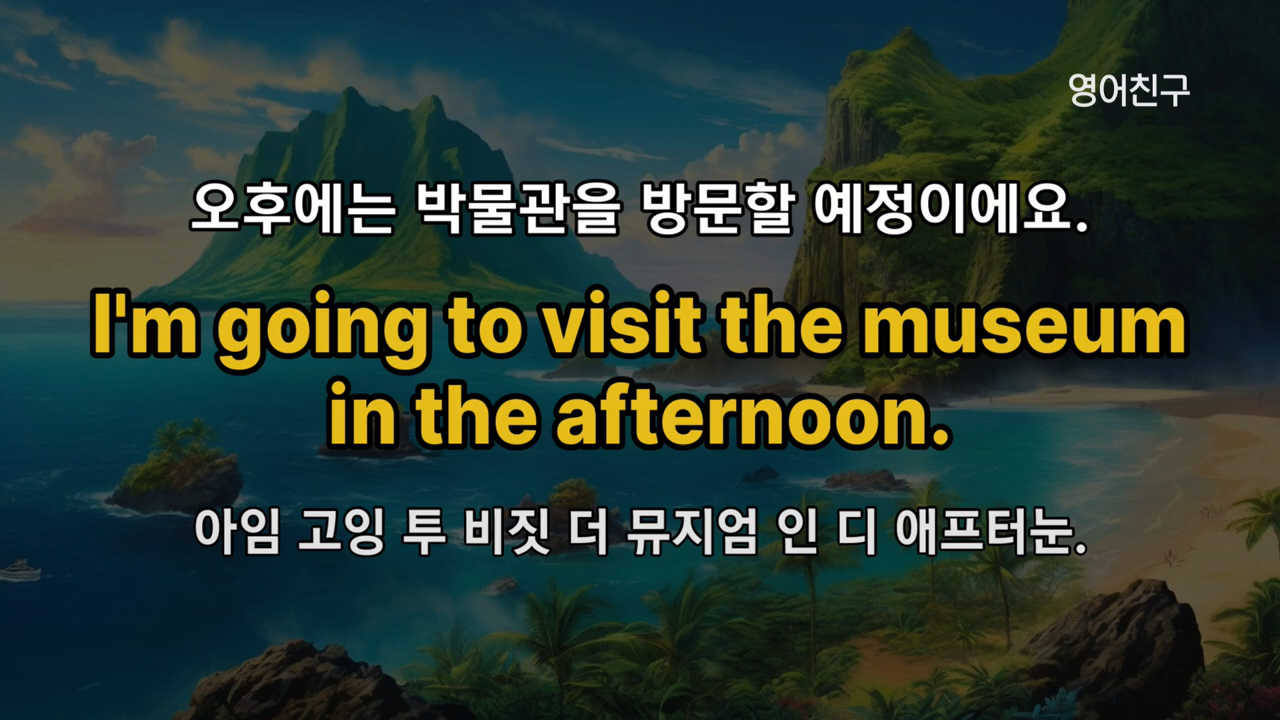 영어친구
오후에는 박물관을 방문할 예정이에요.
I'm going to visit the museum
in the afternoon.
아임 고잉 투 비짓 더 뮤지엄 인 디 애프터눈.